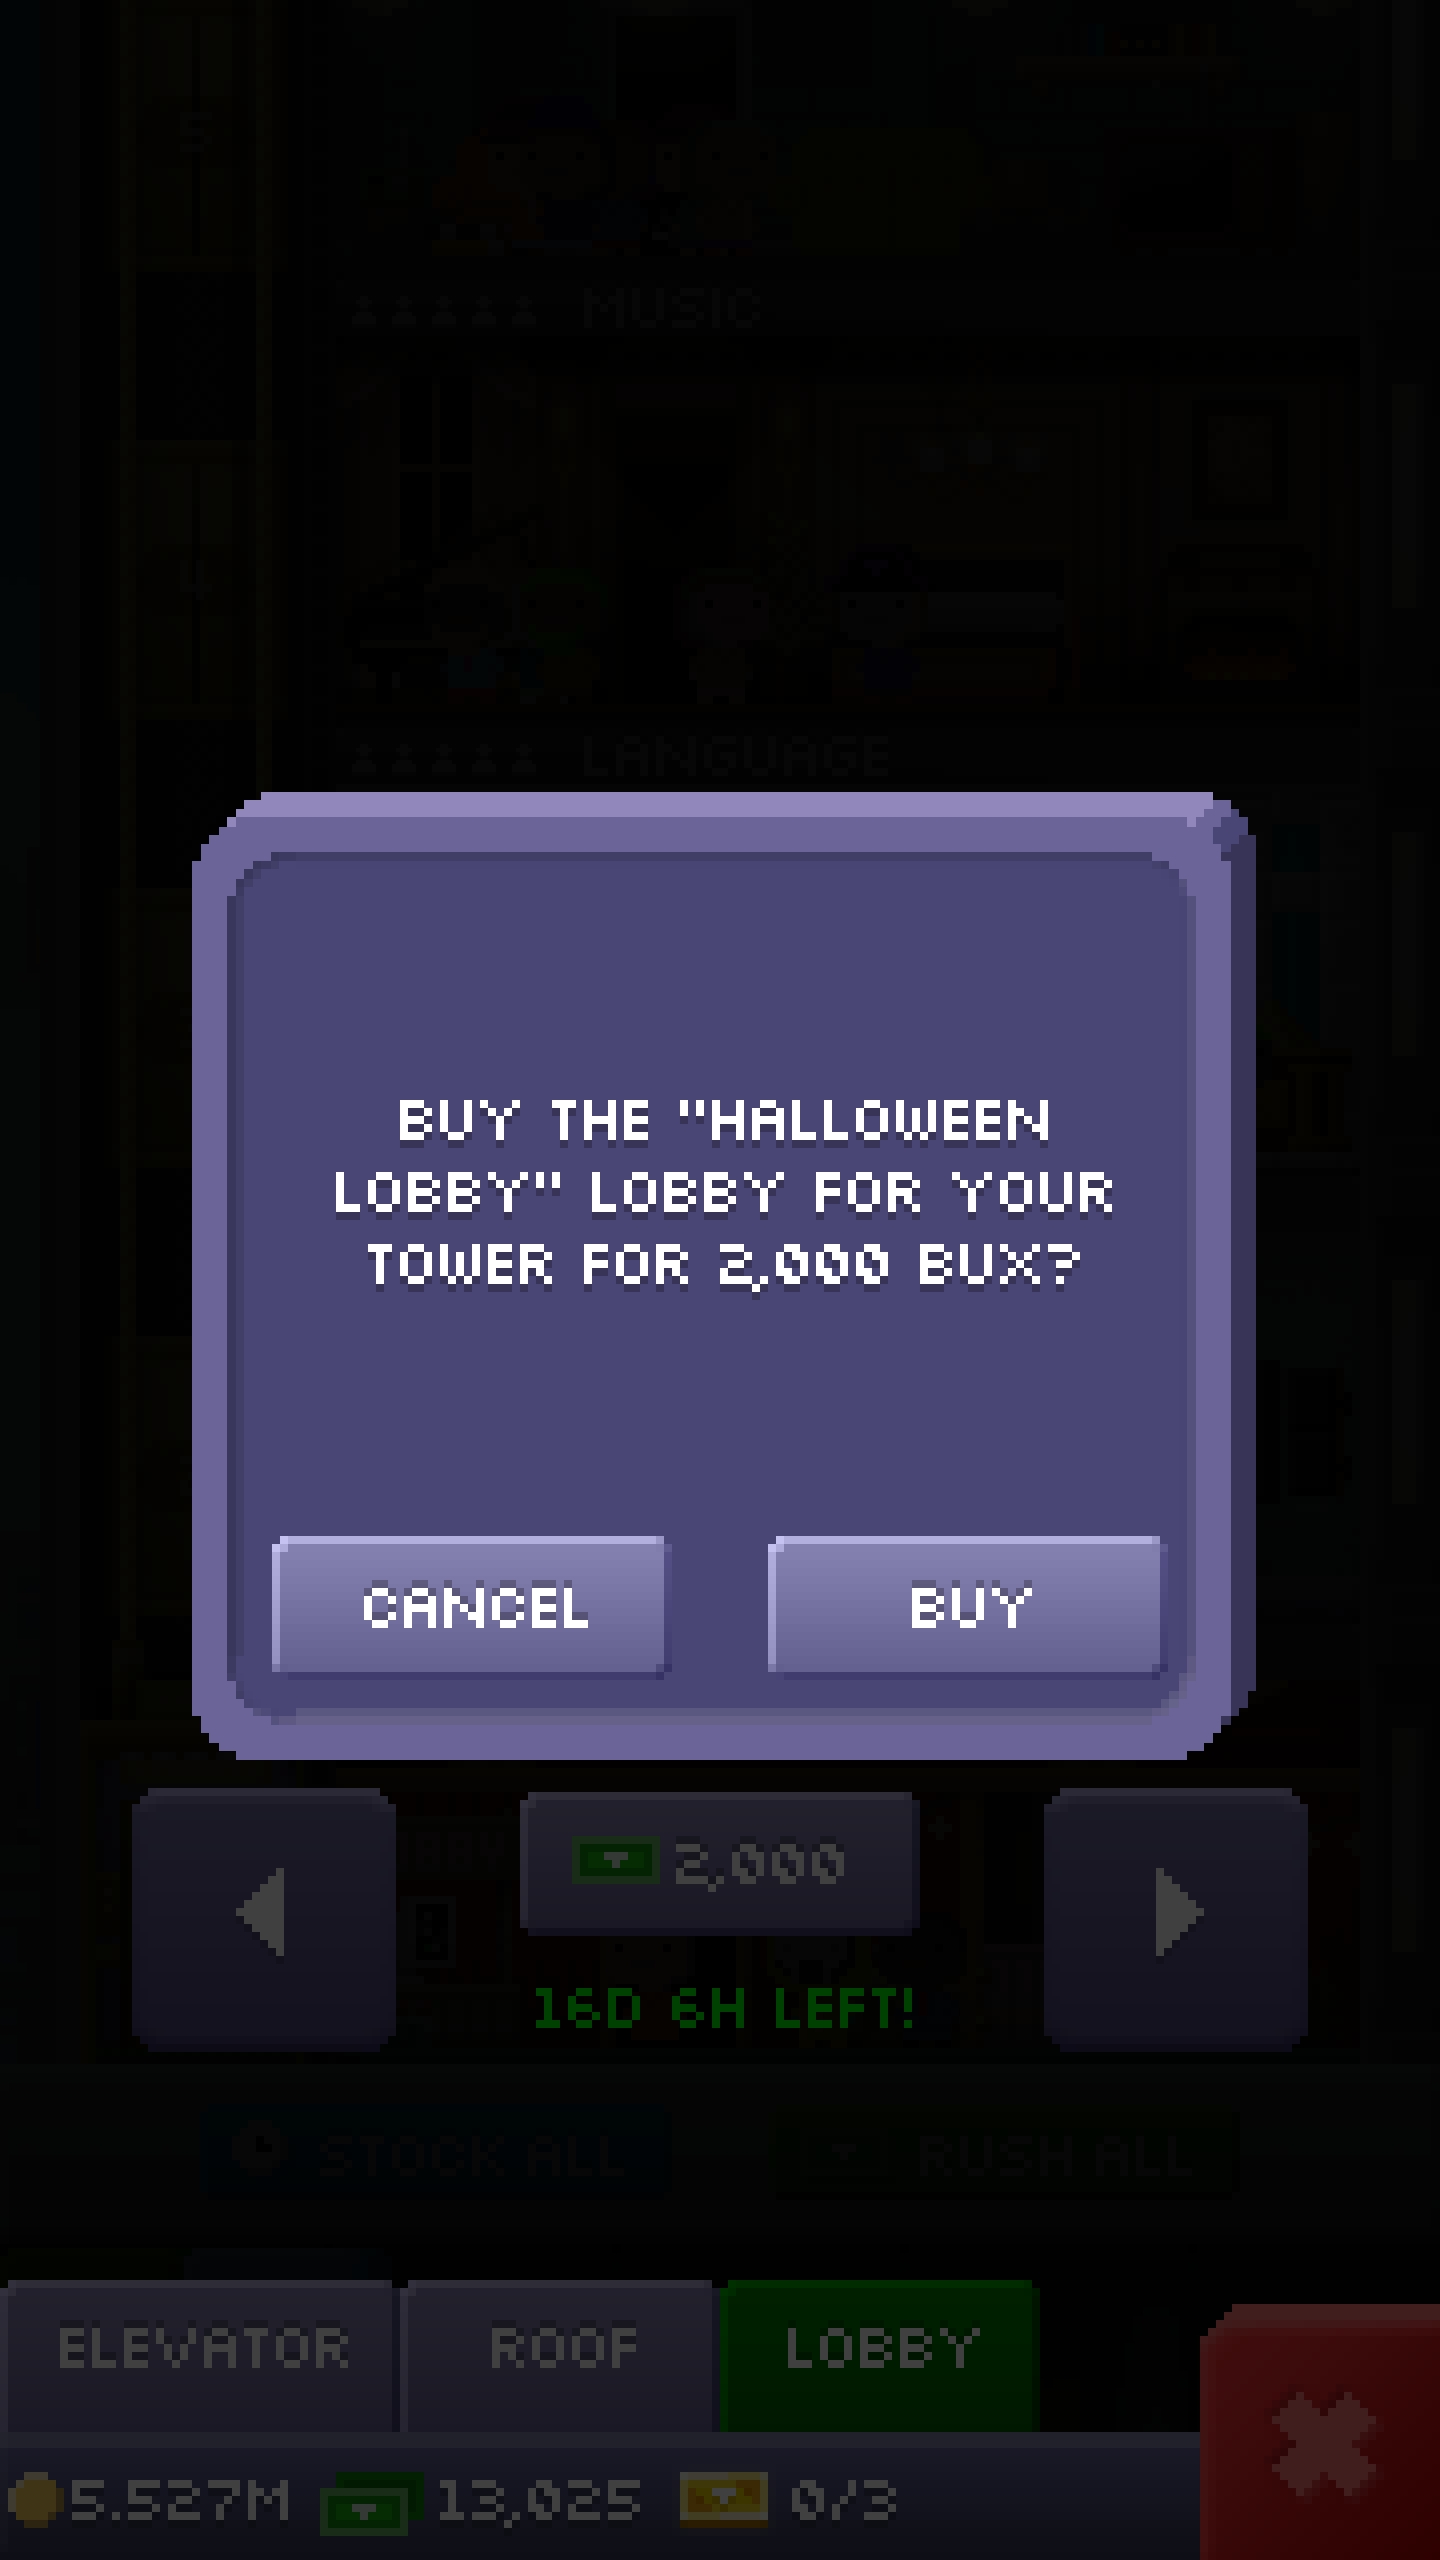 MUSIC
LANGUAGE
BUY THE "HALLOWEEN
LOBBY" LOBBY FOR YOUR
TOWER FOR 2,000 BUX?
CANCEL BUY
2,000
16D 6H LEFT!
STOCK ALL RUSH ALL
ELEVATOR ROOF LOBBY
5.527M 13,025 0/3